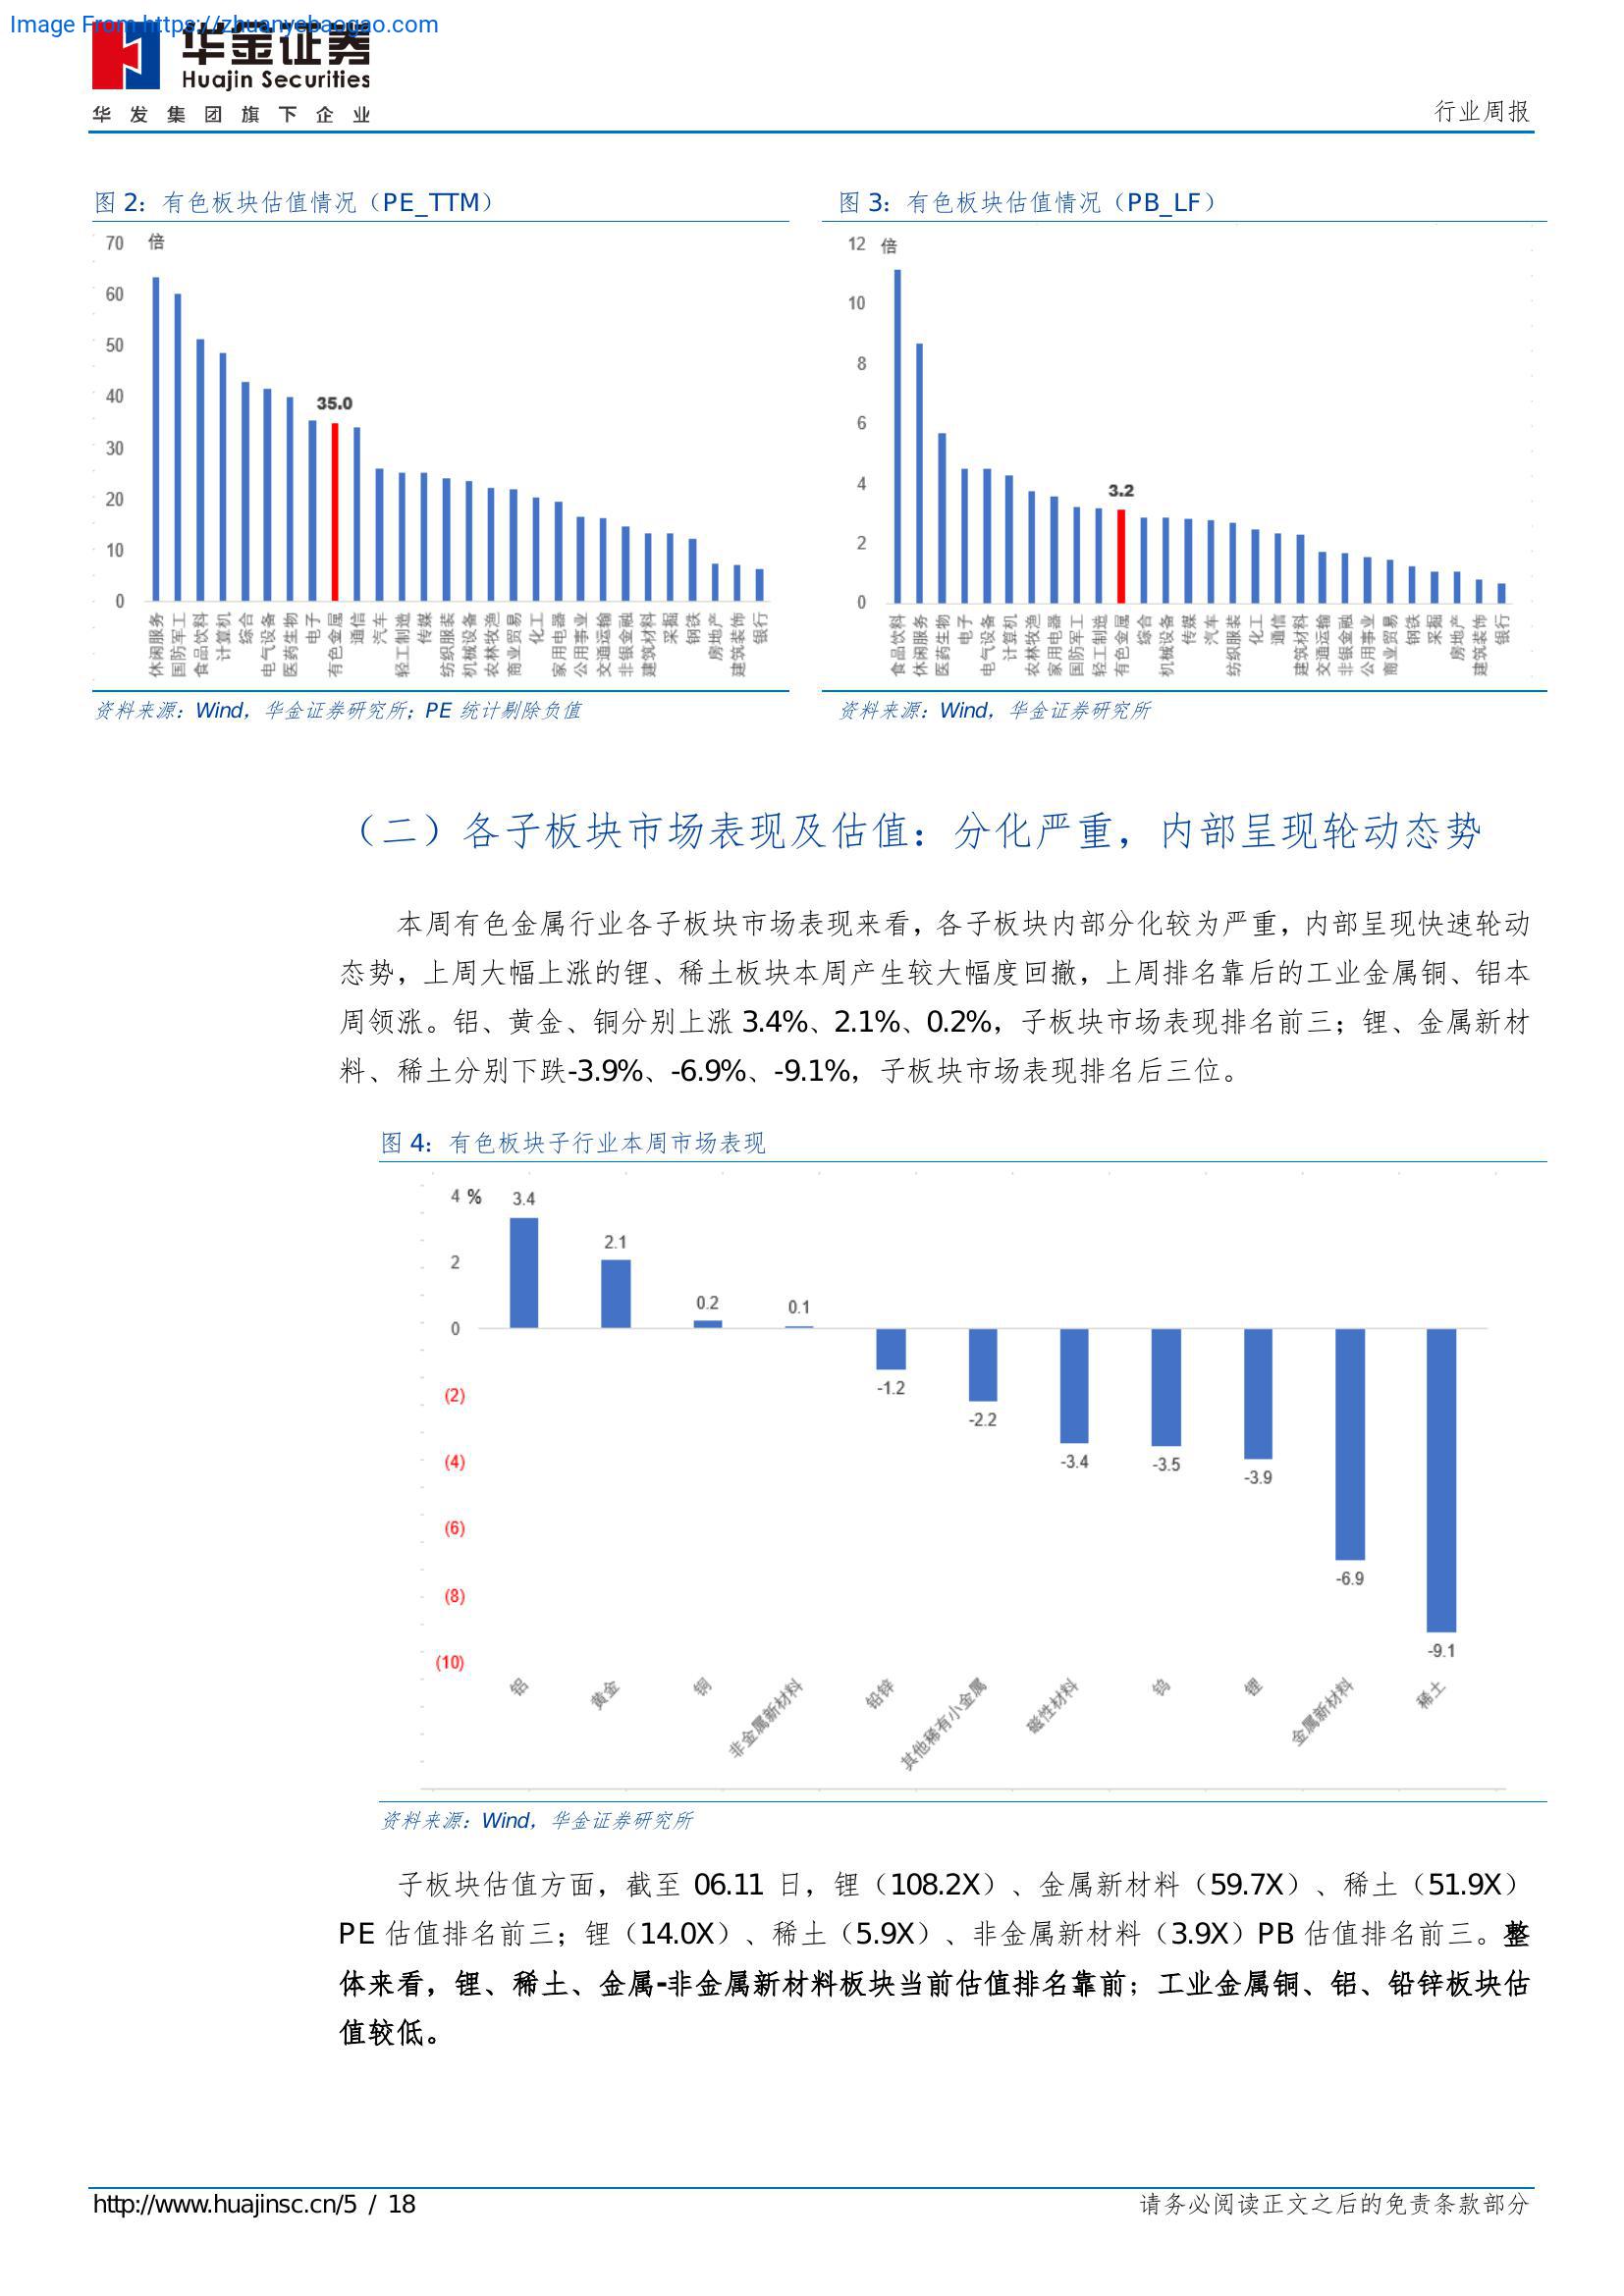 Image From https://zhuanyebaogao.com
华金证券
Huajin Securities
华发集团旗下企业
行业周报
图 2：有色板块估值情况（PE_TTM）
70 倍
60
50
40
35.0
30
20
10
0
休闲服务 国防军工 食品饮料 计算机 综合 电气设备 医药生物 电子 有色金属 通信 汽车 轻工制造 传媒 纺织服装 机械设备 农林牧渔 商业贸易 化工 家用电器 公用事业 交通运输 非银金融 建筑材料 采掘 钢铁 房地产 建筑装饰 银行
资料来源：Wind，华金证券研究所；PE 统计剔除负值
图 3：有色板块估值情况（PB_LF）
12 倍
10
8
6
4
3.2
2
0
食品饮料 休闲服务 医药生物 电子 电气设备 计算机 农林牧渔 家用电器 国防军工 轻工制造 有色金属 综合 机械设备 传媒 汽车 纺织服装 化工 通信 建筑材料 交通运输 非银金融 公用事业 商业贸易 钢铁 采掘 房地产 建筑装饰 银行
资料来源：Wind，华金证券研究所
（二）各子板块市场表现及估值：分化严重，内部呈现轮动态势
本周有色金属行业各子板块市场表现来看，各子板块内部分化较为严重，内部呈现快速轮动
态势，上周大幅上涨的锂、稀土板块本周产生较大幅度回撤，上周排名靠后的工业金属铜、铝本
周领涨。铝、黄金、铜分别上涨 3.4%、2.1%、0.2%，子板块市场表现排名前三；锂、金属新材
料、稀土分别下跌-3.9%、-6.9%、-9.1%，子板块市场表现排名后三位。
图 4：有色板块子行业本周市场表现
4 %
2
0
(2)
(4)
(6)
(8)
(10)
3.4 2.1 0.2 0.1 -1.2 -2.2 -3.4 -3.5 -3.9 -6.9 -9.1
铝 黄金 铜 非金属新材料 铅锌 其他稀有小金属 磁性材料 钨 锂 金属新材料 稀土
资料来源：Wind，华金证券研究所
子板块估值方面，截至 06.11 日，锂（108.2X）、金属新材料（59.7X）、稀土（51.9X）
PE 估值排名前三；锂（14.0X）、稀土（5.9X）、非金属新材料（3.9X）PB 估值排名前三。整
体来看，锂、稀土、金属-非金属新材料板块当前估值排名靠前；工业金属铜、铝、铅锌板块估
值较低。
http://www.huajinsc.cn/5 / 18
请务必阅读正文之后的免责条款部分